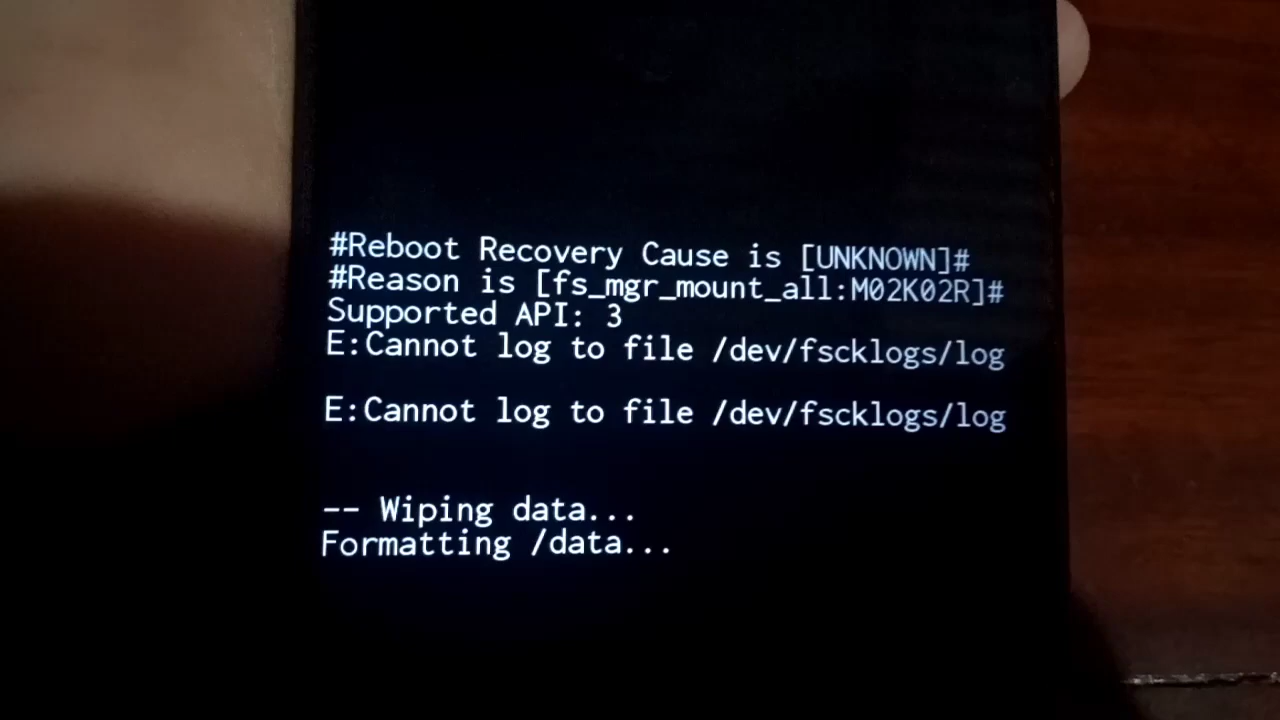 #Reboot Recovery Cause is [UNKNOWN]#
#Reason is [fs_mgr_mount_all:M02K02R]#
Supported API: 3
E:Cannot log to file /dev/fscklogs/log
E:Cannot log to file /dev/fscklogs/log
-- Wiping data...
Formatting /data...